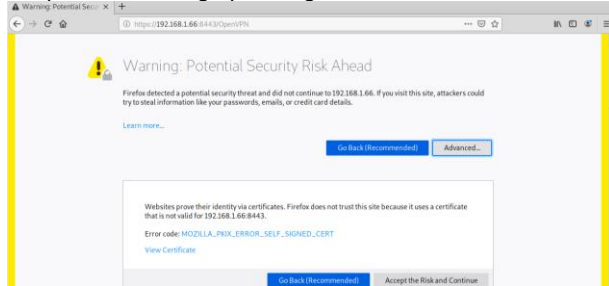 Warning: Potential Secu
https://192.168.1.66:8443/OpenVPN
Warning: Potential Security Risk Ahead
Firefox detected a potential security threat and did not continue to 192.168.1.66. If you visit this site, attackers could
try to steal information like your passwords, emails, or credit card details.
Learn more...
Go Back (Recommended) Advanced...
Websites prove their identity via certificates. Firefox does not trust this site because it uses a certificate
that is not valid for 192.168.1.66:8443.
Error code: MOZILLA_PKIX_ERROR_SELF_SIGNED_CERT
View Certificate
Go Back (Recommended) Accept the Risk and Continue